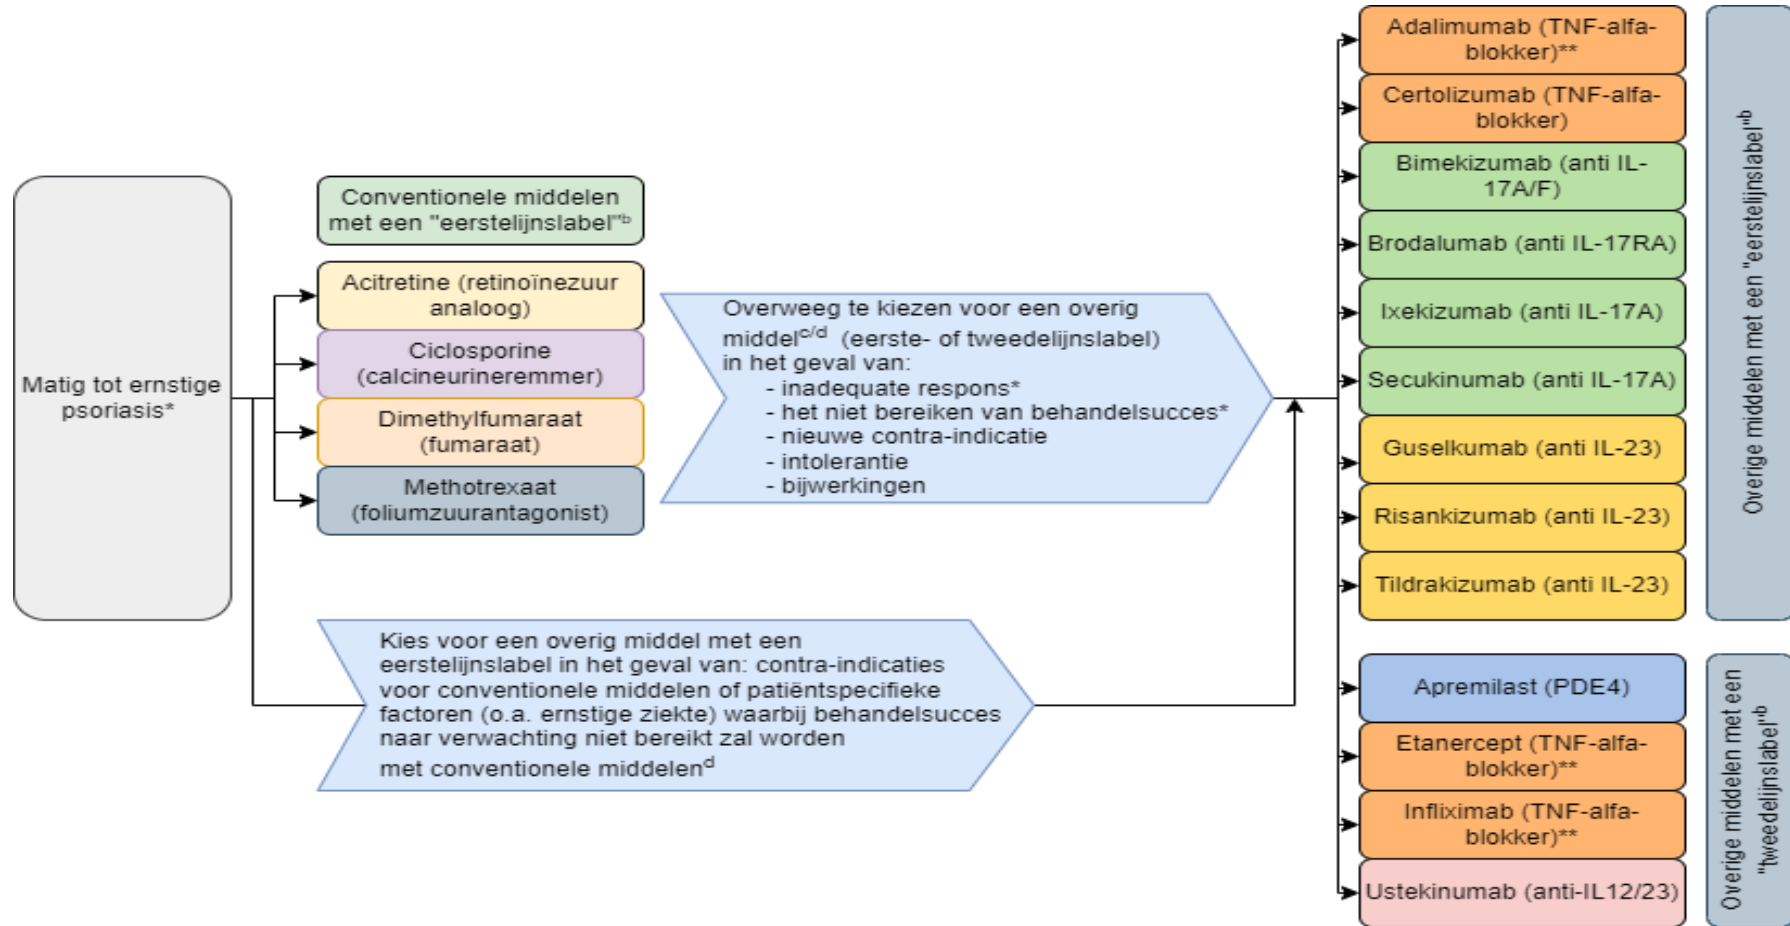 Matig tot ernstige
psoriasis*
Conventionele middelen
met een "eerstelijnslabel"ᵇ
Acitretine (retinoïnezuur
analoog)
Ciclosporine
(calcineurineremmer)
Dimethylfumaraat
(fumaraat)
Methotrexaat
(foliumzuurantagonist)
Overweeg te kiezen voor een overig
middelᶜ/ᵈ (eerste- of tweedelijnslabel)
in het geval van:
- inadequate respons*
- het niet bereiken van behandelsucces*
- nieuwe contra-indicatie
- intolerantie
- bijwerkingen
Kies voor een overig middel met een
eerstelijnslabel in het geval van: contra-indicaties
voor conventionele middelen of patiëntspecifieke
factoren (o.a. ernstige ziekte) waarbij behandelsucces
naar verwachting niet bereikt zal worden
met conventionele middelenᵈ
Adalimumab (TNF-alfa-
blokker)**
Certolizumab (TNF-alfa-
blokker)
Bimekizumab (anti IL-
17A/F)
Brodalumab (anti IL-17RA)
Ixekizumab (anti IL-17A)
Secukinumab (anti IL-17A)
Guselkumab (anti IL-23)
Risankizumab (anti IL-23)
Tildrakizumab (anti IL-23)
Overige middelen met een "eerstelijnslabel"ᵇ
Apremilast (PDE4)
Etanercept (TNF-alfa-
blokker)**
Infliximab (TNF-alfa-
blokker)**
Ustekinumab (anti-IL12/23)
Overige middelen met een
"tweedelijnslabel"ᵇ